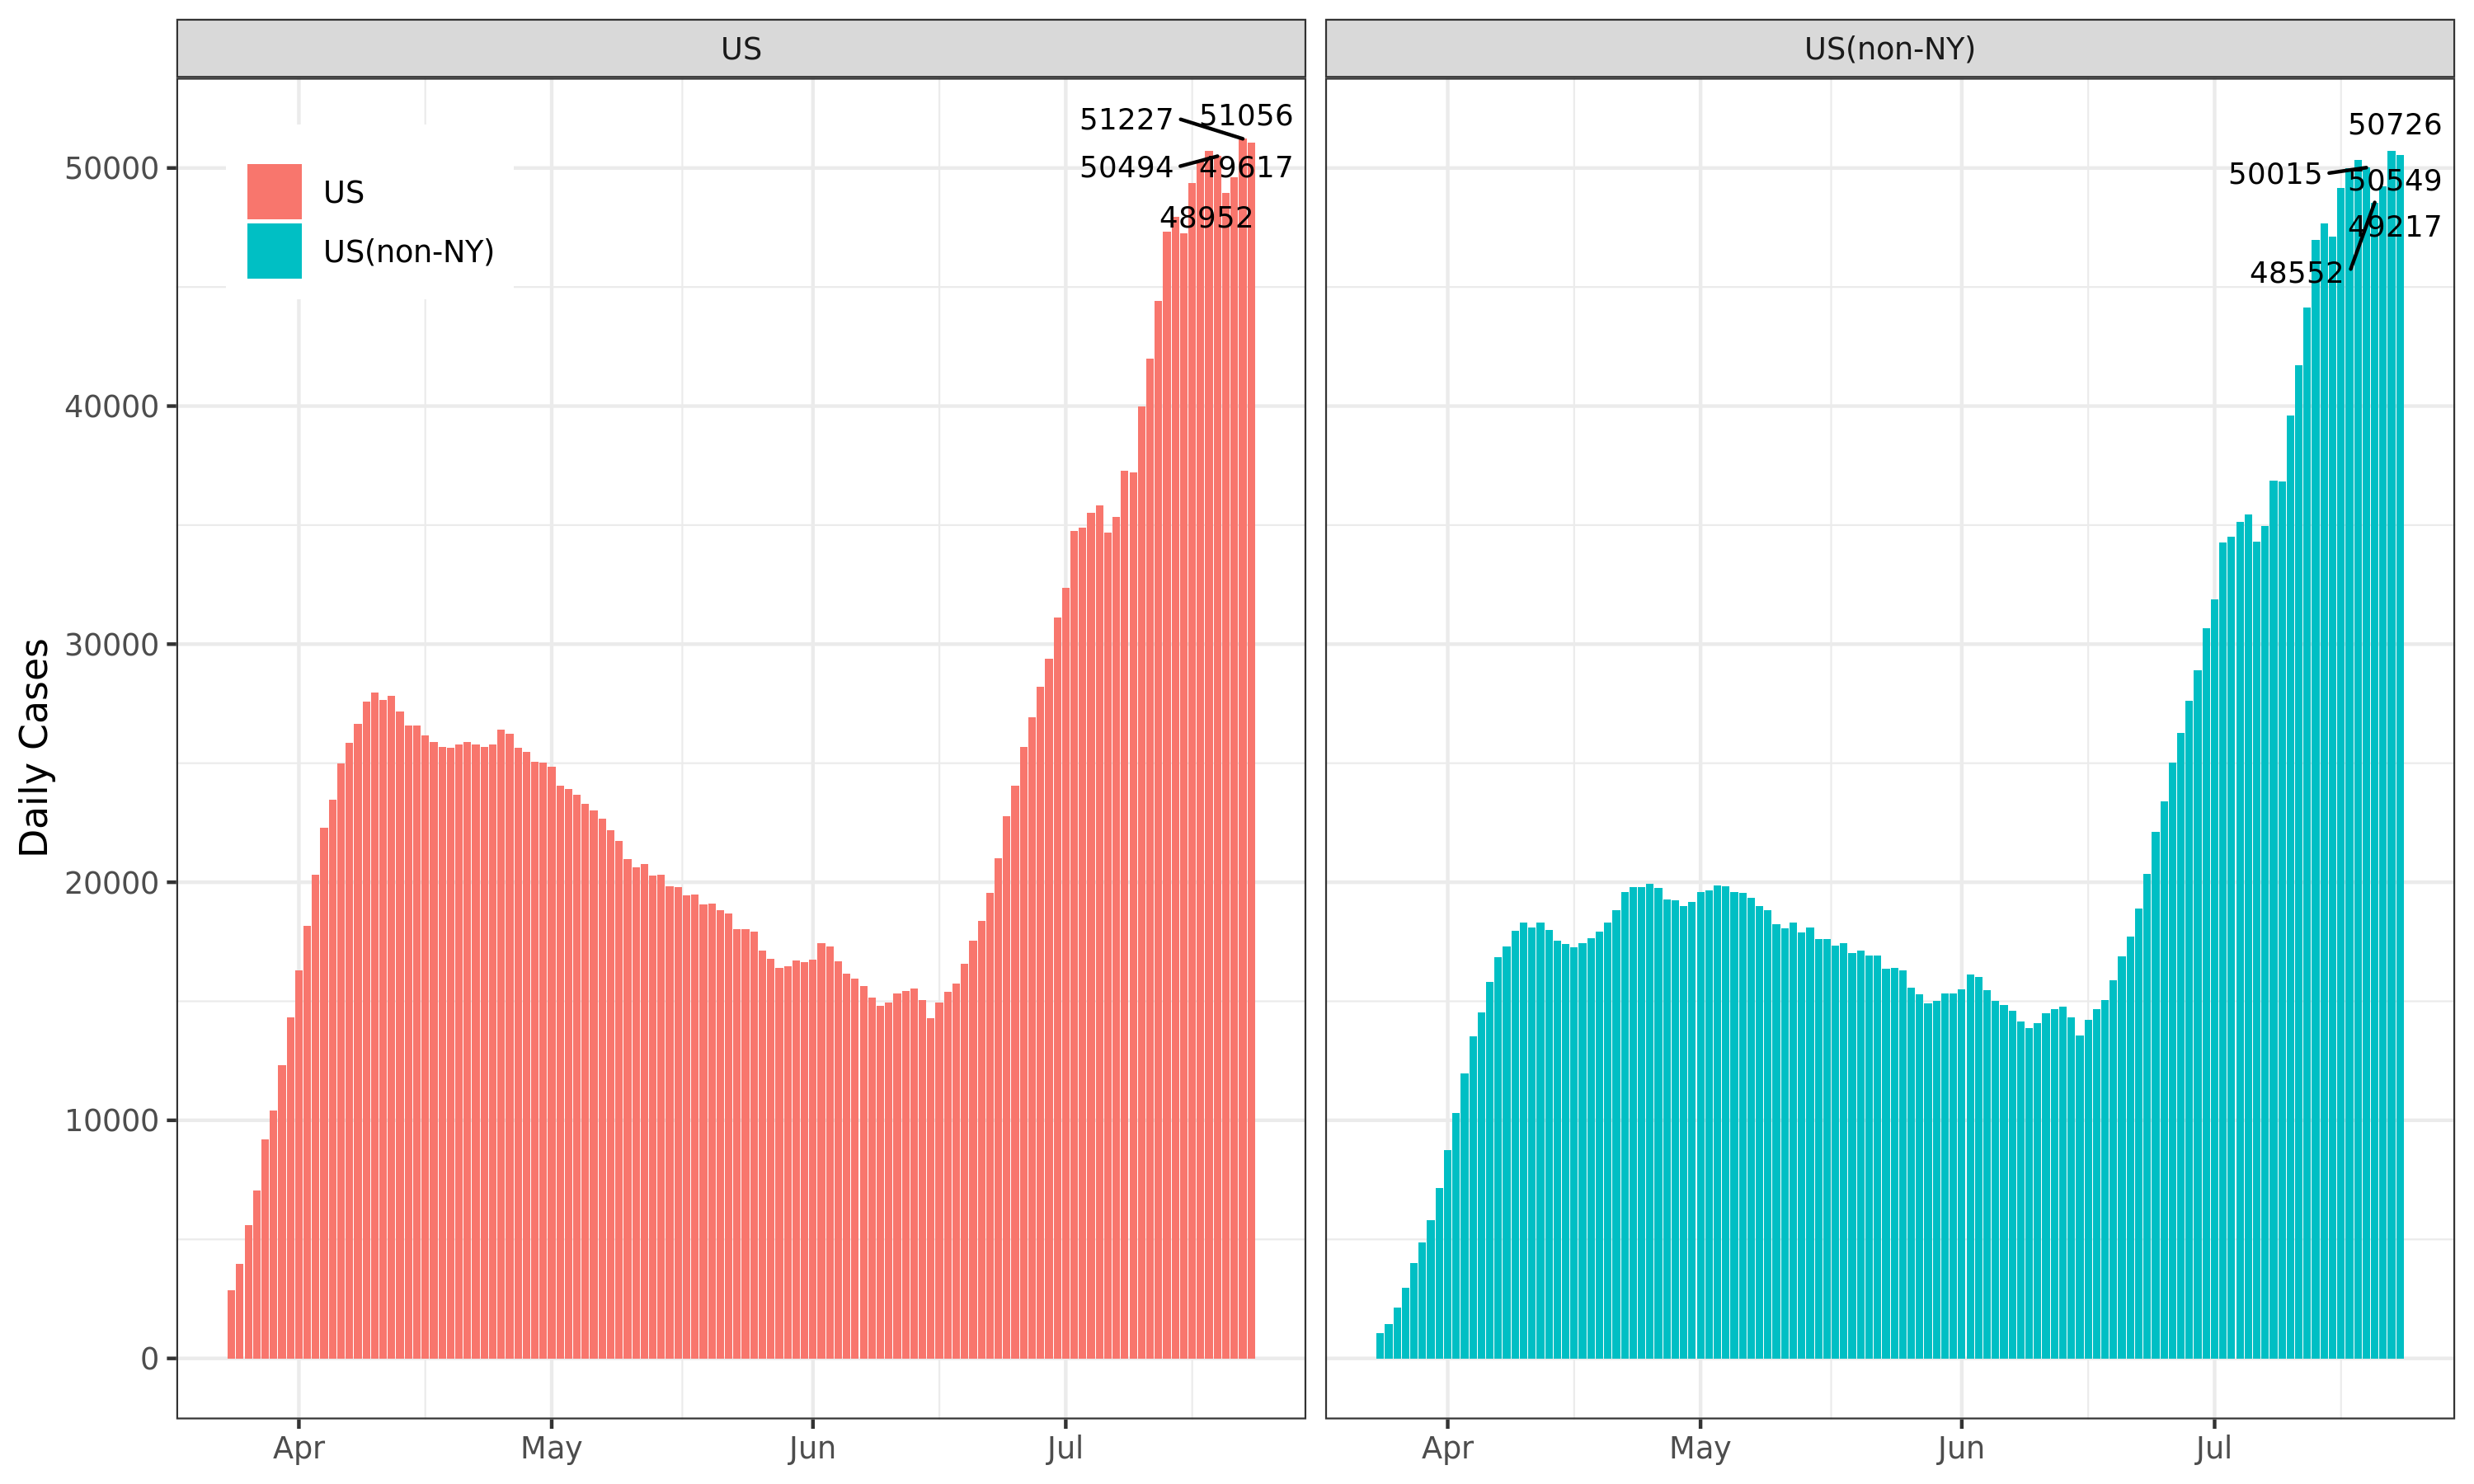 US
US(non-NY)
51227
51056
50494
49617
48952
50726
50015
50549
49217
48552
US
US(non-NY)
Daily Cases
50000
40000
30000
20000
10000
0
Apr
May
Jun
Jul
Apr
May
Jun
Jul